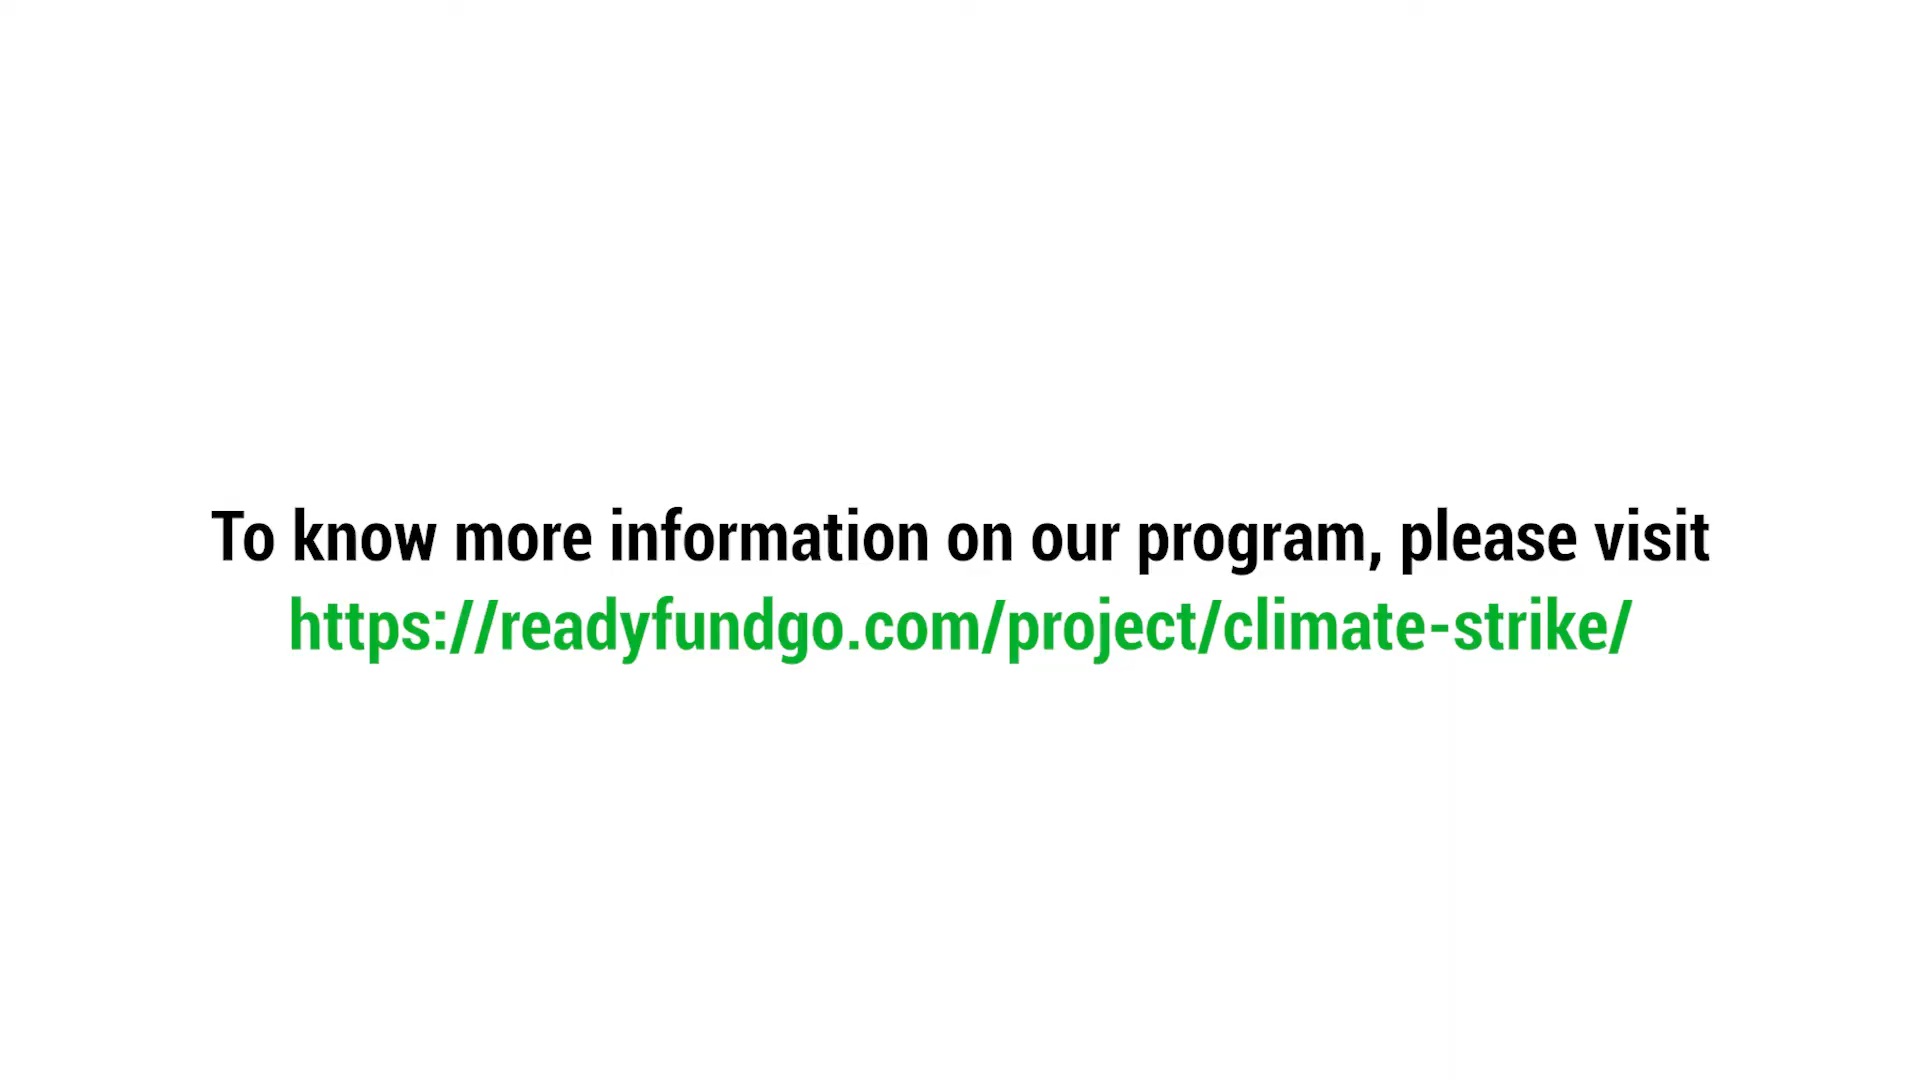 To know more information on our program, please visit
https://readyfundgo.com/project/climate-strike/